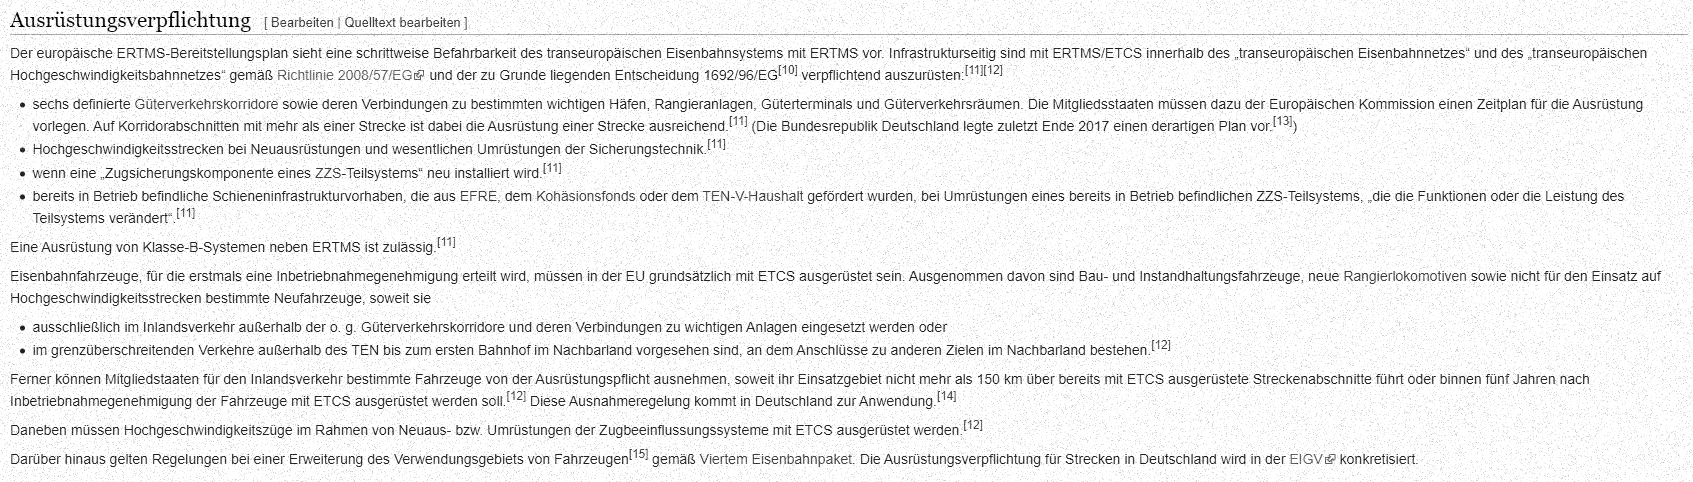 Ausrüstungsverpflichtung [ Bearbeiten | Quelltext bearbeiten ]
Der europäische ERTMS-Bereitstellungsplan sieht eine schrittweise Befahrbarkeit des transeuropäischen Eisenbahnsystems mit ERTMS vor. Infrastrukturseitig sind mit ERTMS/ETCS innerhalb des „transeuropäischen Eisenbahnnetzes“ und des „transeuropäischen
Hochgeschwindigkeitsbahnnetzes“ gemäß Richtlinie 2008/57/EG und der zu Grunde liegenden Entscheidung 1692/96/EG[10] verpflichtend auszurüsten:[11][12]
• sechs definierte Güterverkehrskorridore sowie deren Verbindungen zu bestimmten wichtigen Häfen, Rangieranlagen, Güterterminals und Güterverkehrsräumen. Die Mitgliedsstaaten müssen dazu der Europäischen Kommission einen Zeitplan für die Ausrüstung
vorlegen. Auf Korridorabschnitten mit mehr als einer Strecke ist dabei die Ausrüstung einer Strecke ausreichend.[11] (Die Bundesrepublik Deutschland legte zuletzt Ende 2017 einen derartigen Plan vor.[13])
• Hochgeschwindigkeitsstrecken bei Neuausrüstungen und wesentlichen Umrüstungen der Sicherungstechnik.[11]
• wenn eine „Zugsicherungskomponente eines ZZS-Teilsystems“ neu installiert wird.[11]
• bereits in Betrieb befindliche Schieneninfrastrukturvorhaben, die aus EFRE, dem Kohäsionsfonds oder dem TEN-V-Haushalt gefördert wurden, bei Umrüstungen eines bereits in Betrieb befindlichen ZZS-Teilsystems, „die die Funktionen oder die Leistung des
Teilsystems verändert“.[11]
Eine Ausrüstung von Klasse-B-Systemen neben ERTMS ist zulässig.[11]
Eisenbahnfahrzeuge, für die erstmals eine Inbetriebnahmegenehmigung erteilt wird, müssen in der EU grundsätzlich mit ETCS ausgerüstet sein. Ausgenommen davon sind Bau- und Instandhaltungsfahrzeuge, neue Rangierlokomotiven sowie nicht für den Einsatz auf
Hochgeschwindigkeitsstrecken bestimmte Neufahrzeuge, soweit sie
• ausschließlich im Inlandsverkehr außerhalb der o. g. Güterverkehrskorridore und deren Verbindungen zu wichtigen Anlagen eingesetzt werden oder
• im grenzüberschreitenden Verkehre außerhalb des TEN bis zum ersten Bahnhof im Nachbarland vorgesehen sind, an dem Anschlüsse zu anderen Zielen im Nachbarland bestehen.[12]
Ferner können Mitgliedstaaten für den Inlandsverkehr bestimmte Fahrzeuge von der Ausrüstungspflicht ausnehmen, soweit ihr Einsatzgebiet nicht mehr als 150 km über bereits mit ETCS ausgerüstete Streckenabschnitte führt oder binnen fünf Jahren nach
Inbetriebnahmegenehmigung der Fahrzeuge mit ETCS ausgerüstet werden soll.[12] Diese Ausnahmeregelung kommt in Deutschland zur Anwendung.[14]
Daneben müssen Hochgeschwindigkeitszüge im Rahmen von Neuaus- bzw. Umrüstungen der Zugbeeinflussungssysteme mit ETCS ausgerüstet werden.[12]
Darüber hinaus gelten Regelungen bei einer Erweiterung des Verwendungsgebiets von Fahrzeugen[15] gemäß Viertem Eisenbahnpaket. Die Ausrüstungsverpflichtung für Strecken in Deutschland wird in der EIGV konkretisiert.